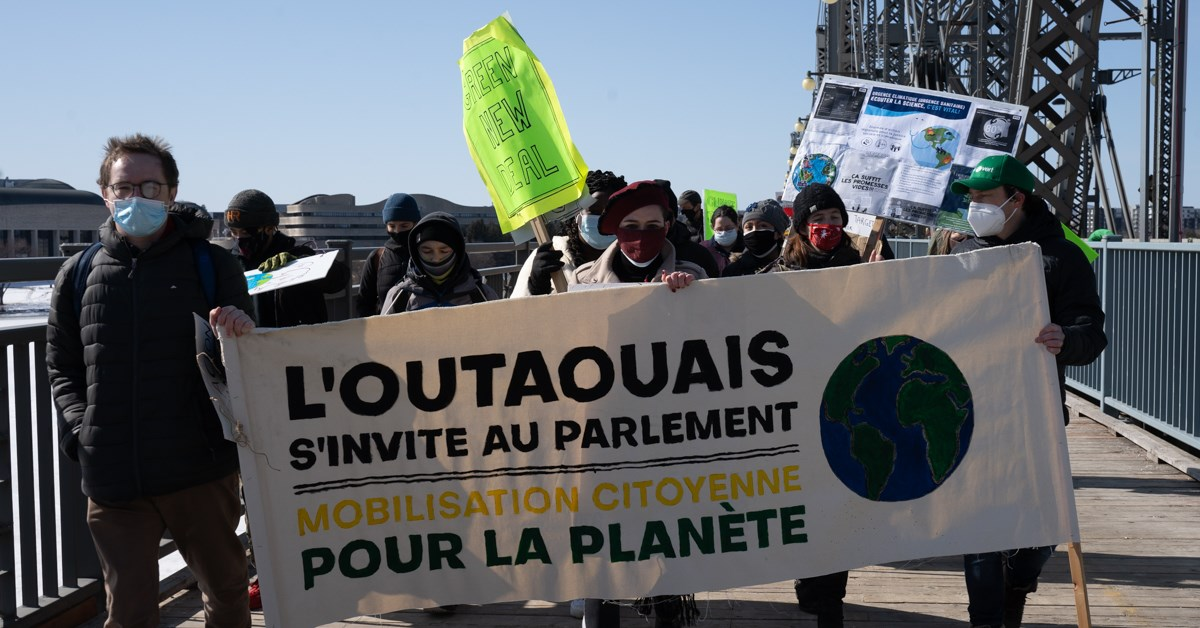 GREEN
NEW
DEAL
URGENCE CLIMATIQUE (URGENCE SANITAIRE)
ÉCOUTER LA SCIENCE, C'EST VITAL!
ÇA SUFFIT
LES PROMESSES
VIDES!
L'OUTAOUAIS
S'INVITE AU PARLEMENT
MOBILISATION CITOYENNE
POUR LA PLANÈTE